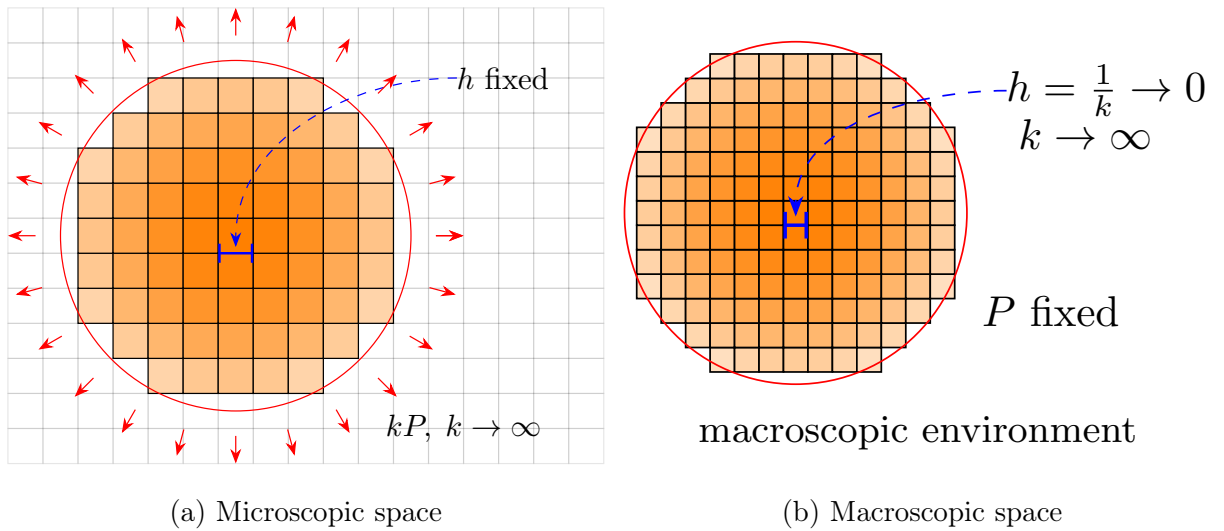 h fixed
kP, k → ∞
(a) Microscopic space
h = 1/k → 0
k → ∞
P fixed
macroscopic environment
(b) Macroscopic space